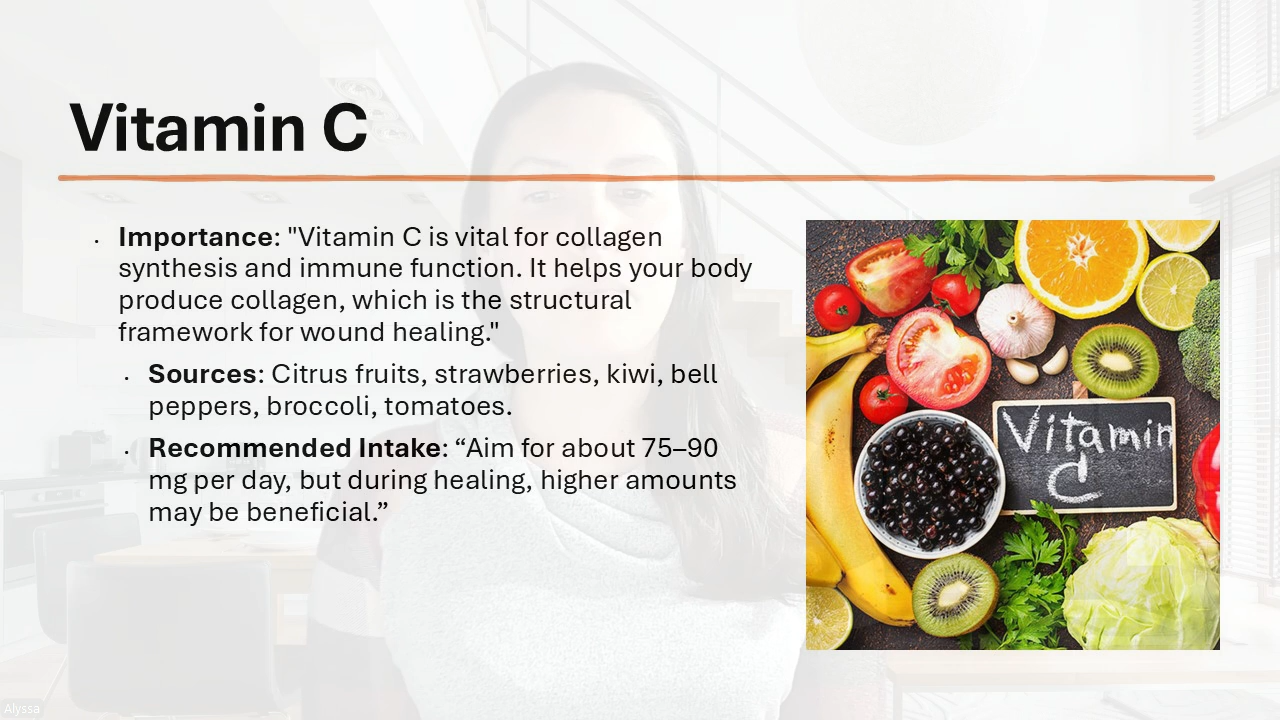 Vitamin C
• Importance: "Vitamin C is vital for collagen
synthesis and immune function. It helps your body
produce collagen, which is the structural
framework for wound healing."
• Sources: Citrus fruits, strawberries, kiwi, bell
peppers, broccoli, tomatoes.
• Recommended Intake: “Aim for about 75–90
mg per day, but during healing, higher amounts
may be beneficial.”
Vitamin
C
Alyssa